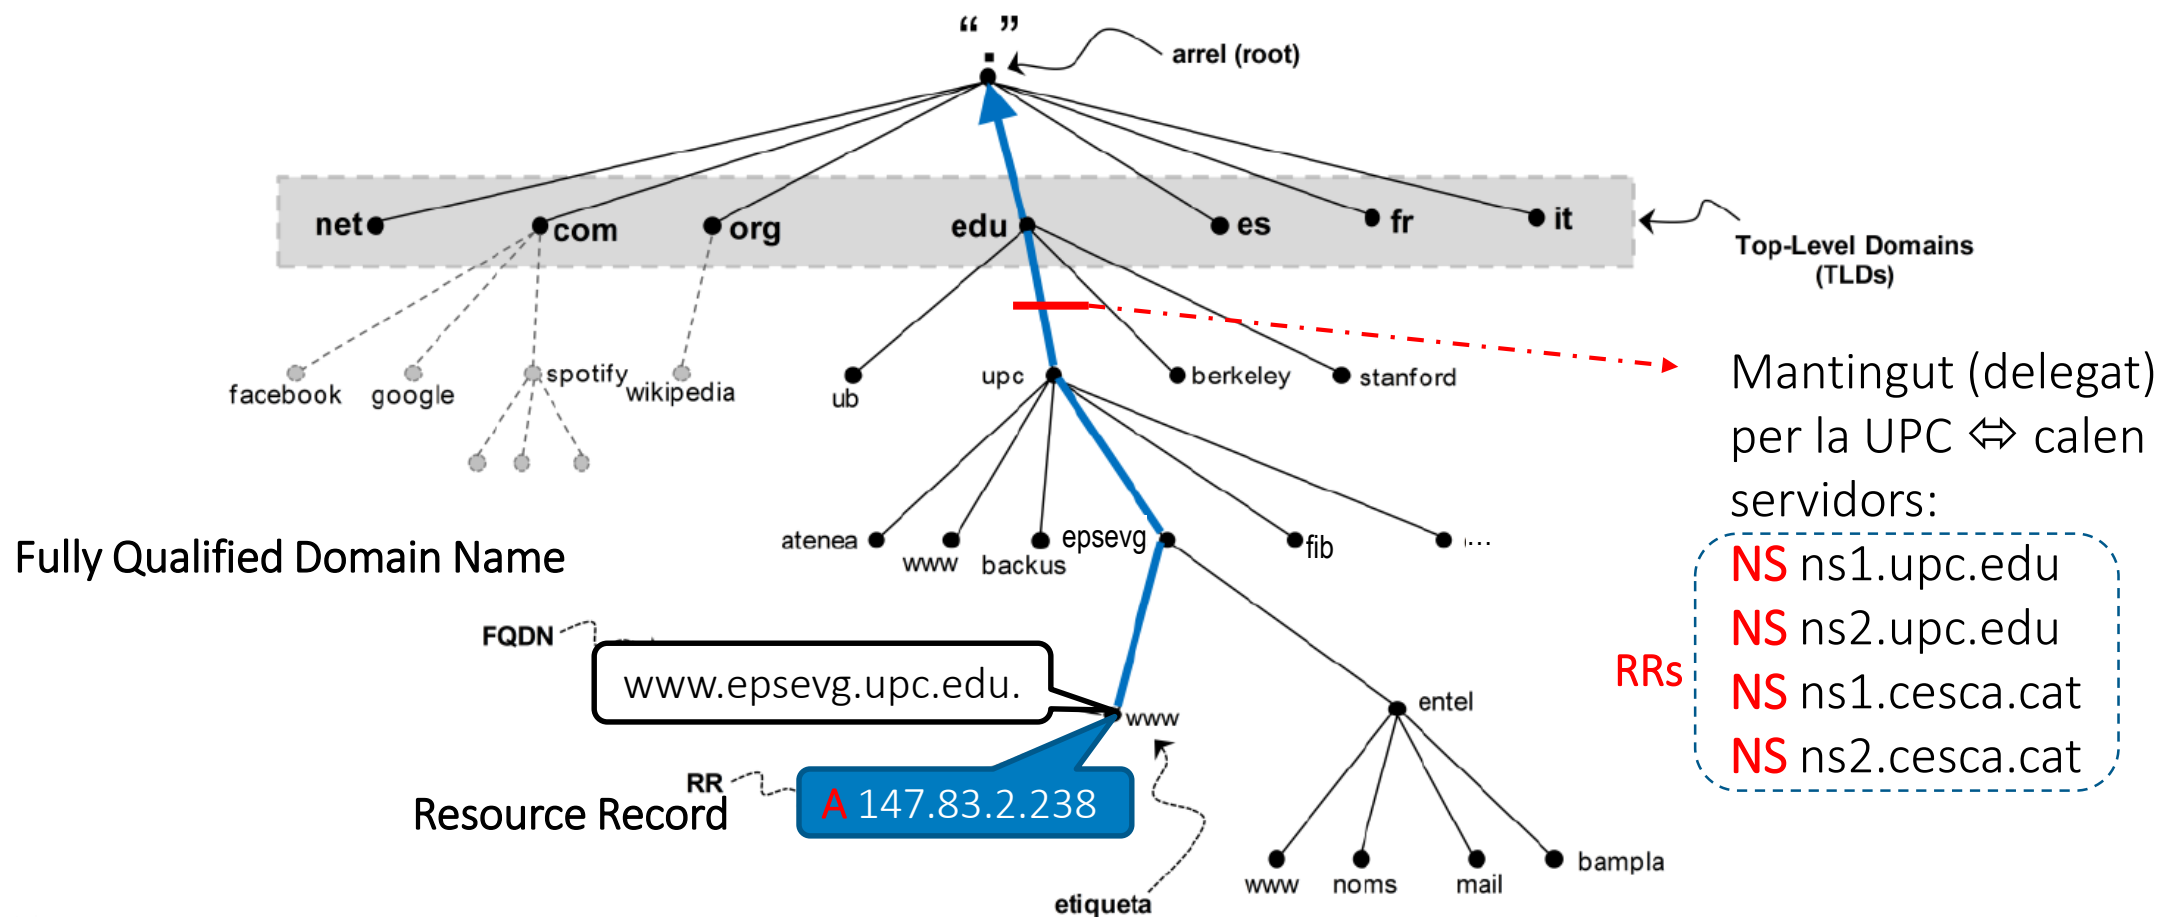 “.”
arrel (root)
net
com
org
edu
es
fr
it
Top-Level Domains
(TLDs)
facebook
google
spotify
wikipedia
ub
upc
berkeley
stanford
Mantingut (delegat)
per la UPC ⇔ calen
servidors:
NS ns1.upc.edu
NS ns2.upc.edu
NS ns1.cesca.cat
NS ns2.cesca.cat
RRs
atenea
www
backus
epsevg
fib
...
Fully Qualified Domain Name
FQDN
www.epsevg.upc.edu.
www
entel
RR
Resource Record
A 147.83.2.238
etiqueta
www
noms
mail
bampla